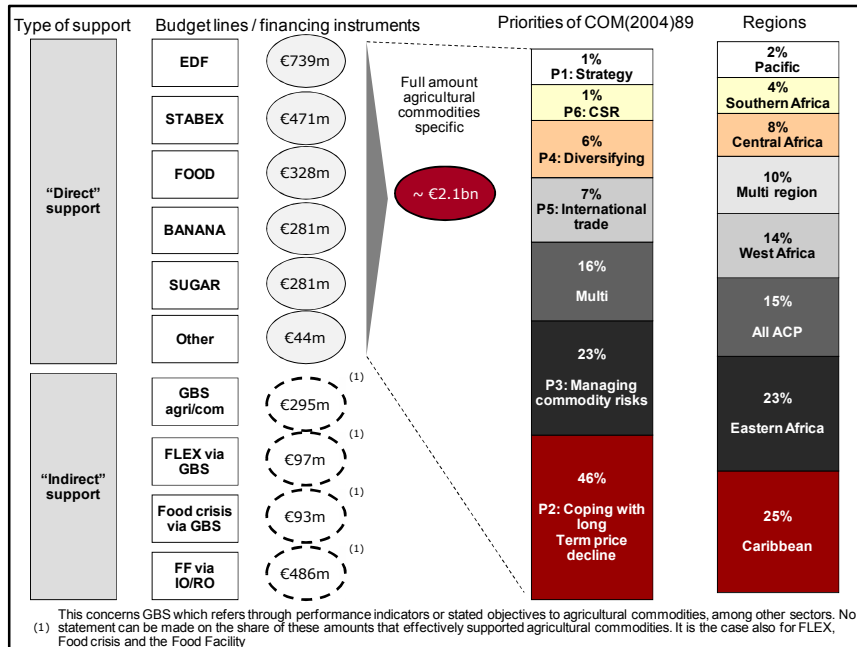 Type of support
Budget lines / financing instruments
Priorities of COM(2004)89
Regions
"Direct"
support
EDF
€739m
STABEX
€471m
FOOD
€328m
BANANA
€281m
SUGAR
€281m
Other
€44m
Full amount
agricultural
commodities
specific
~ €2.1bn
"Indirect"
support
GBS
agri/com
€295m
(1)
FLEX via
GBS
€97m
(1)
Food crisis
via GBS
€93m
(1)
FF via
IO/RO
€486m
(1)
1%
P1: Strategy
1%
P6: CSR
6%
P4: Diversifying
7%
P5: International
trade
16%
Multi
23%
P3: Managing
commodity risks
46%
P2: Coping with
long
Term price
decline
2%
Pacific
4%
Southern Africa
8%
Central Africa
10%
Multi region
14%
West Africa
15%
All ACP
23%
Eastern Africa
25%
Caribbean
This concerns GBS which refers through performance indicators or stated objectives to agricultural commodities, among other sectors. No
(1) statement can be made on the share of these amounts that effectively supported agricultural commodities. It is the case also for FLEX,
Food crisis and the Food Facility